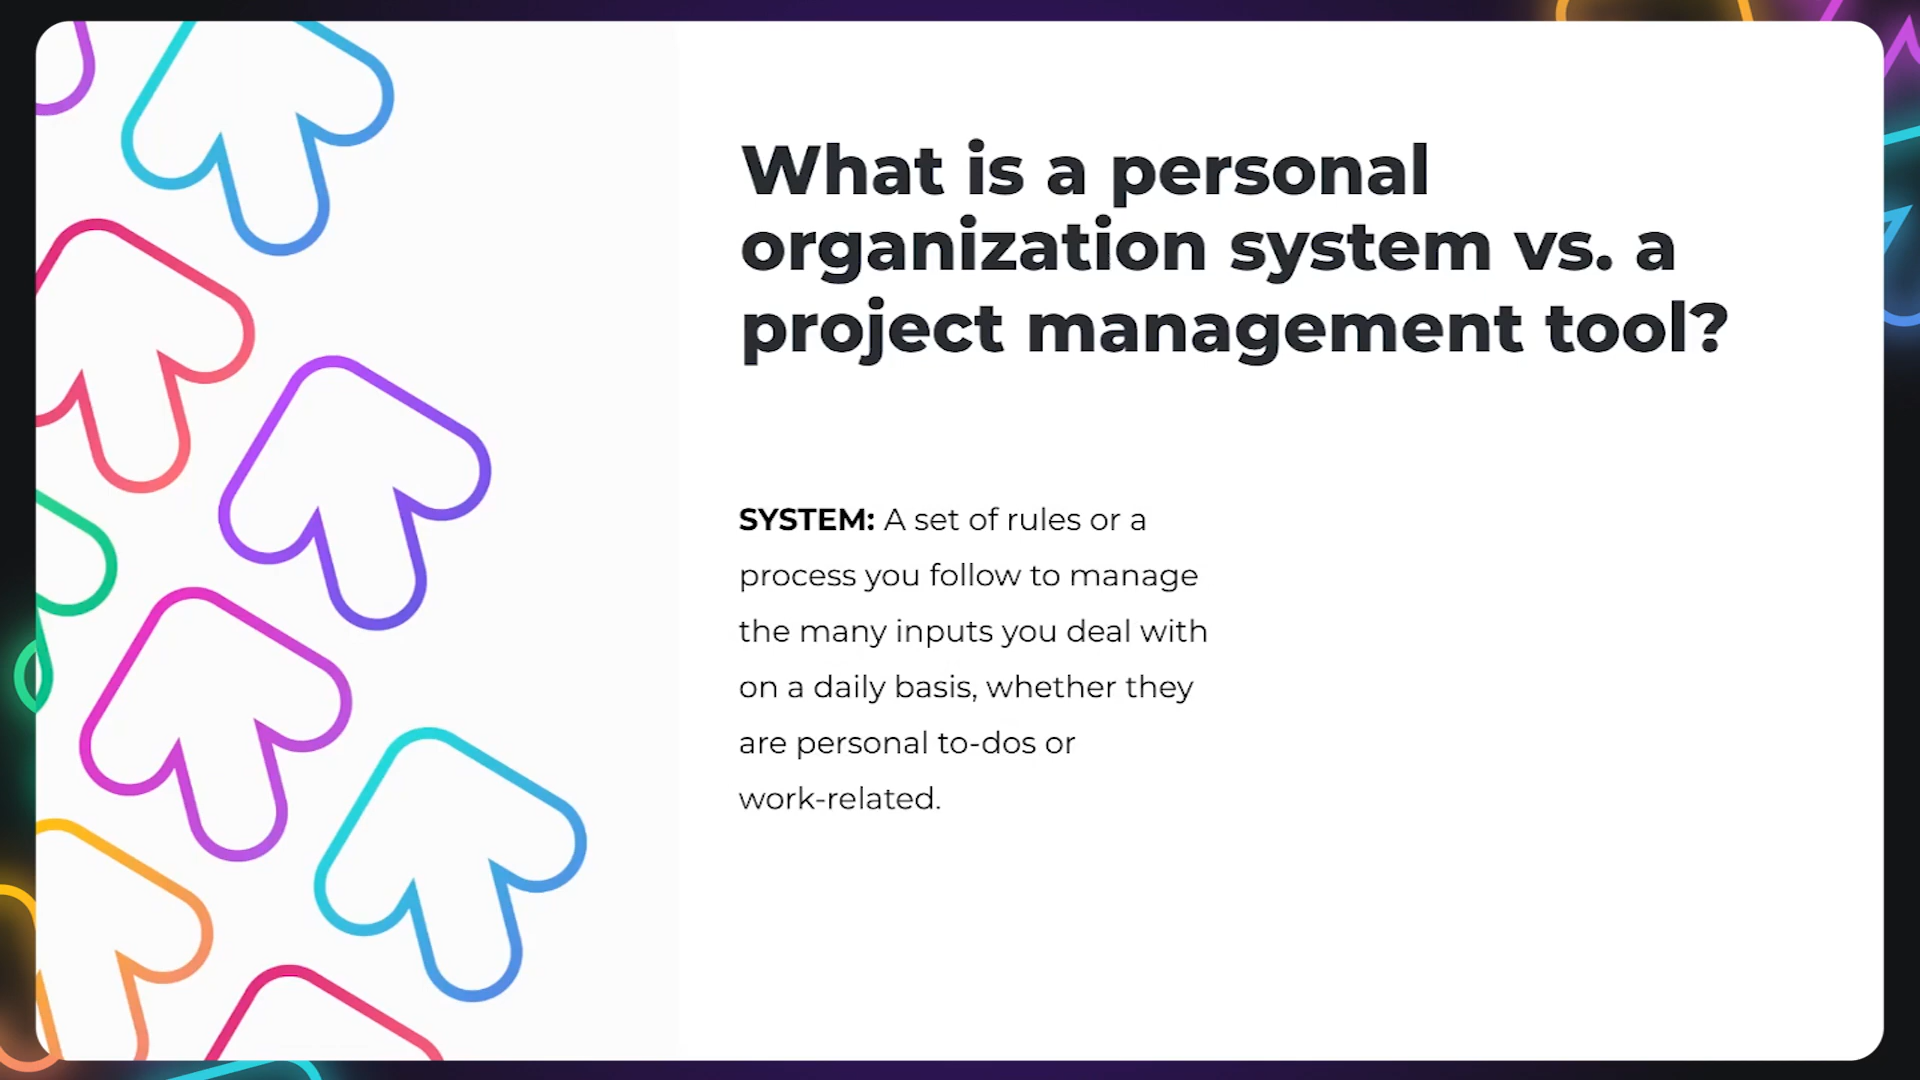 What is a personal
organization system vs. a
project management tool?
SYSTEM: A set of rules or a
process you follow to manage
the many inputs you deal with
on a daily basis, whether they
are personal to-dos or
work-related.